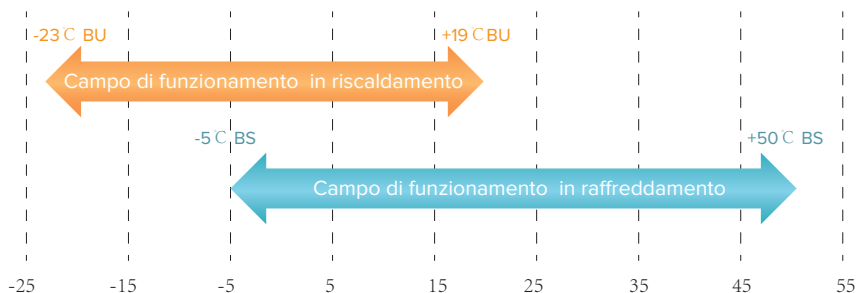 -23℃ BU
+19℃ BU
Campo di funzionamento in riscaldamento
-5℃ BS
+50℃ BS
Campo di funzionamento in raffreddamento
-25 -15 -5 5 15 25 35 45 55